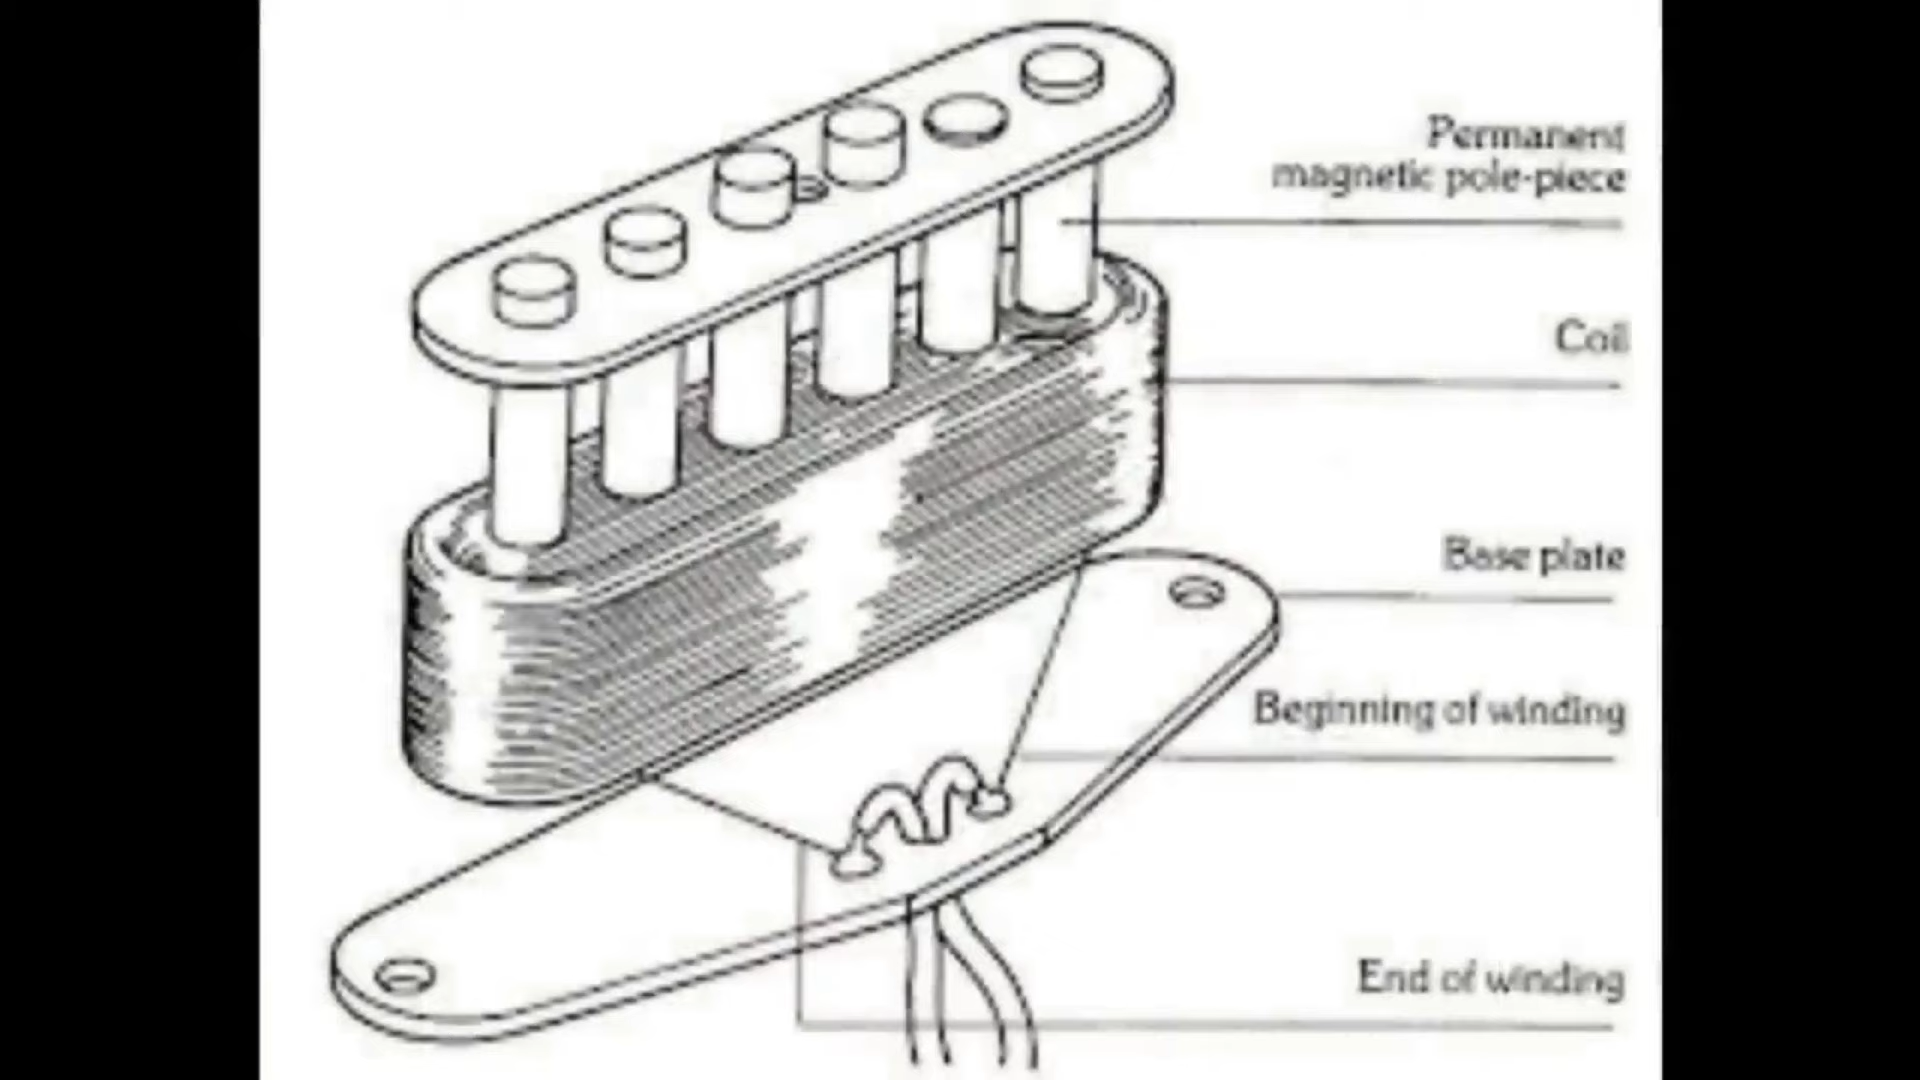 Permanent
magnetic pole-piece
Coil
Base plate
Beginning of winding
End of winding